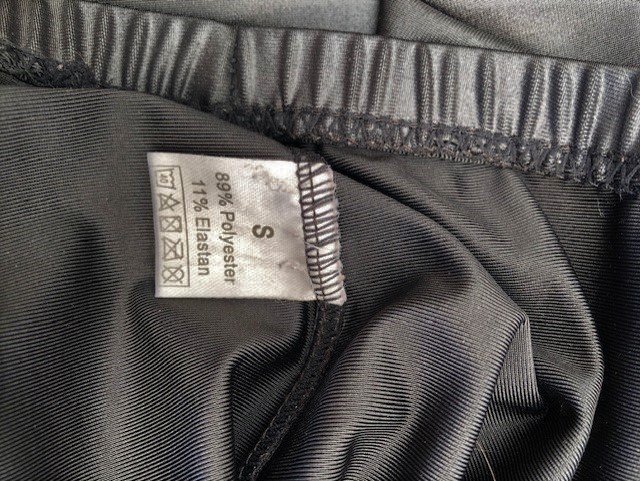 S
89% Polyester
11% Elastan